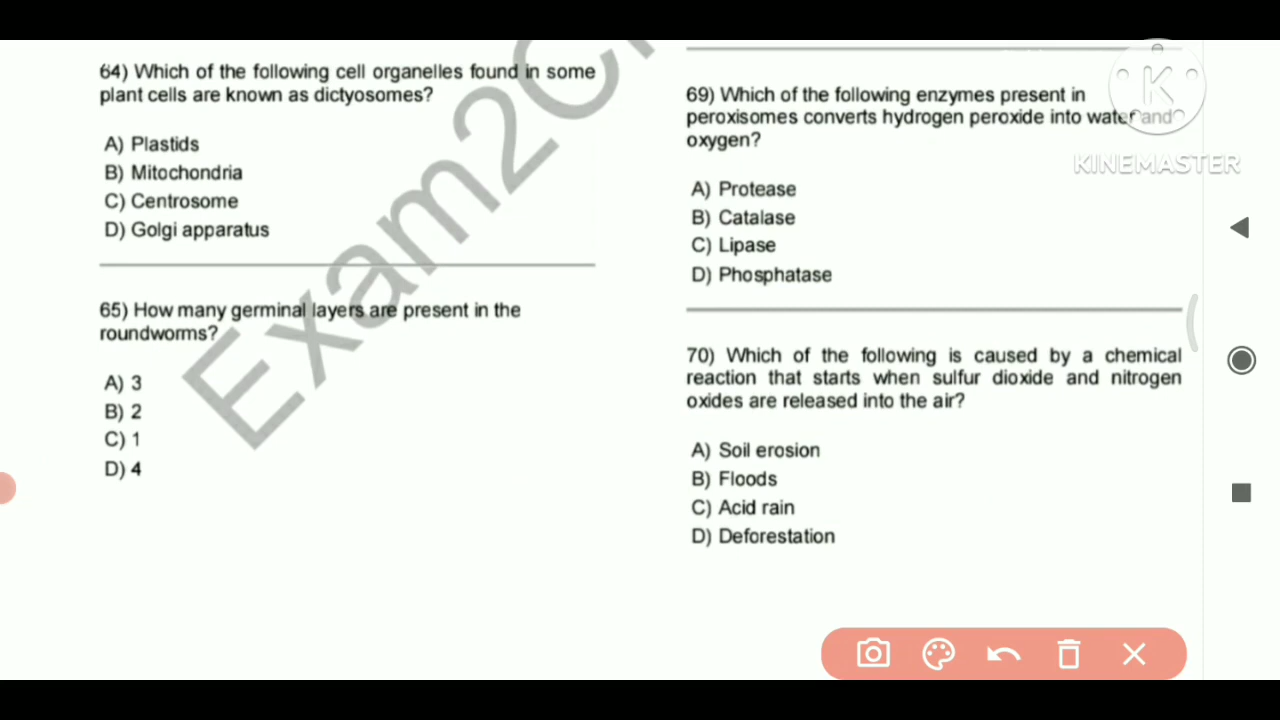 64) Which of the following cell organelles found in some
plant cells are known as dictyosomes?
A) Plastids
B) Mitochondria
C) Centrosome
D) Golgi apparatus
65) How many germinal layers are present in the
roundworms?
A) 3
B) 2
C) 1
D) 4
69) Which of the following enzymes present in
peroxisomes converts hydrogen peroxide into water and
oxygen?
A) Protease
B) Catalase
C) Lipase
D) Phosphatase
70) Which of the following is caused by a chemical
reaction that starts when sulfur dioxide and nitrogen
oxides are released into the air?
A) Soil erosion
B) Floods
C) Acid rain
D) Deforestation
K
KINEMASTER